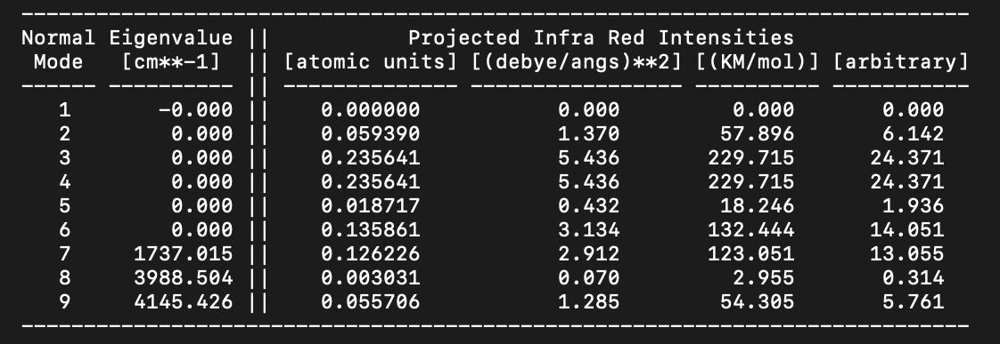 ----------------------------------------------------------------------------
Normal Eigenvalue ||           Projected Infra Red Intensities
 Mode   [cm**-1]  || [atomic units] [(debye/angs)**2] [(KM/mol)] [arbitrary]
------ ---------- || -------------- ----------------- ---------- -----------
   1       -0.000 ||    0.000000           0.000         0.000       0.000
   2        0.000 ||    0.059390           1.370        57.896       6.142
   3        0.000 ||    0.235641           5.436       229.715      24.371
   4        0.000 ||    0.235641           5.436       229.715      24.371
   5        0.000 ||    0.018717           0.432        18.246       1.936
   6        0.000 ||    0.135861           3.134       132.444      14.051
   7     1737.015 ||    0.126226           2.912       123.051      13.055
   8     3988.504 ||    0.003031           0.070         2.955       0.314
   9     4145.426 ||    0.055706           1.285        54.305       5.761
----------------------------------------------------------------------------